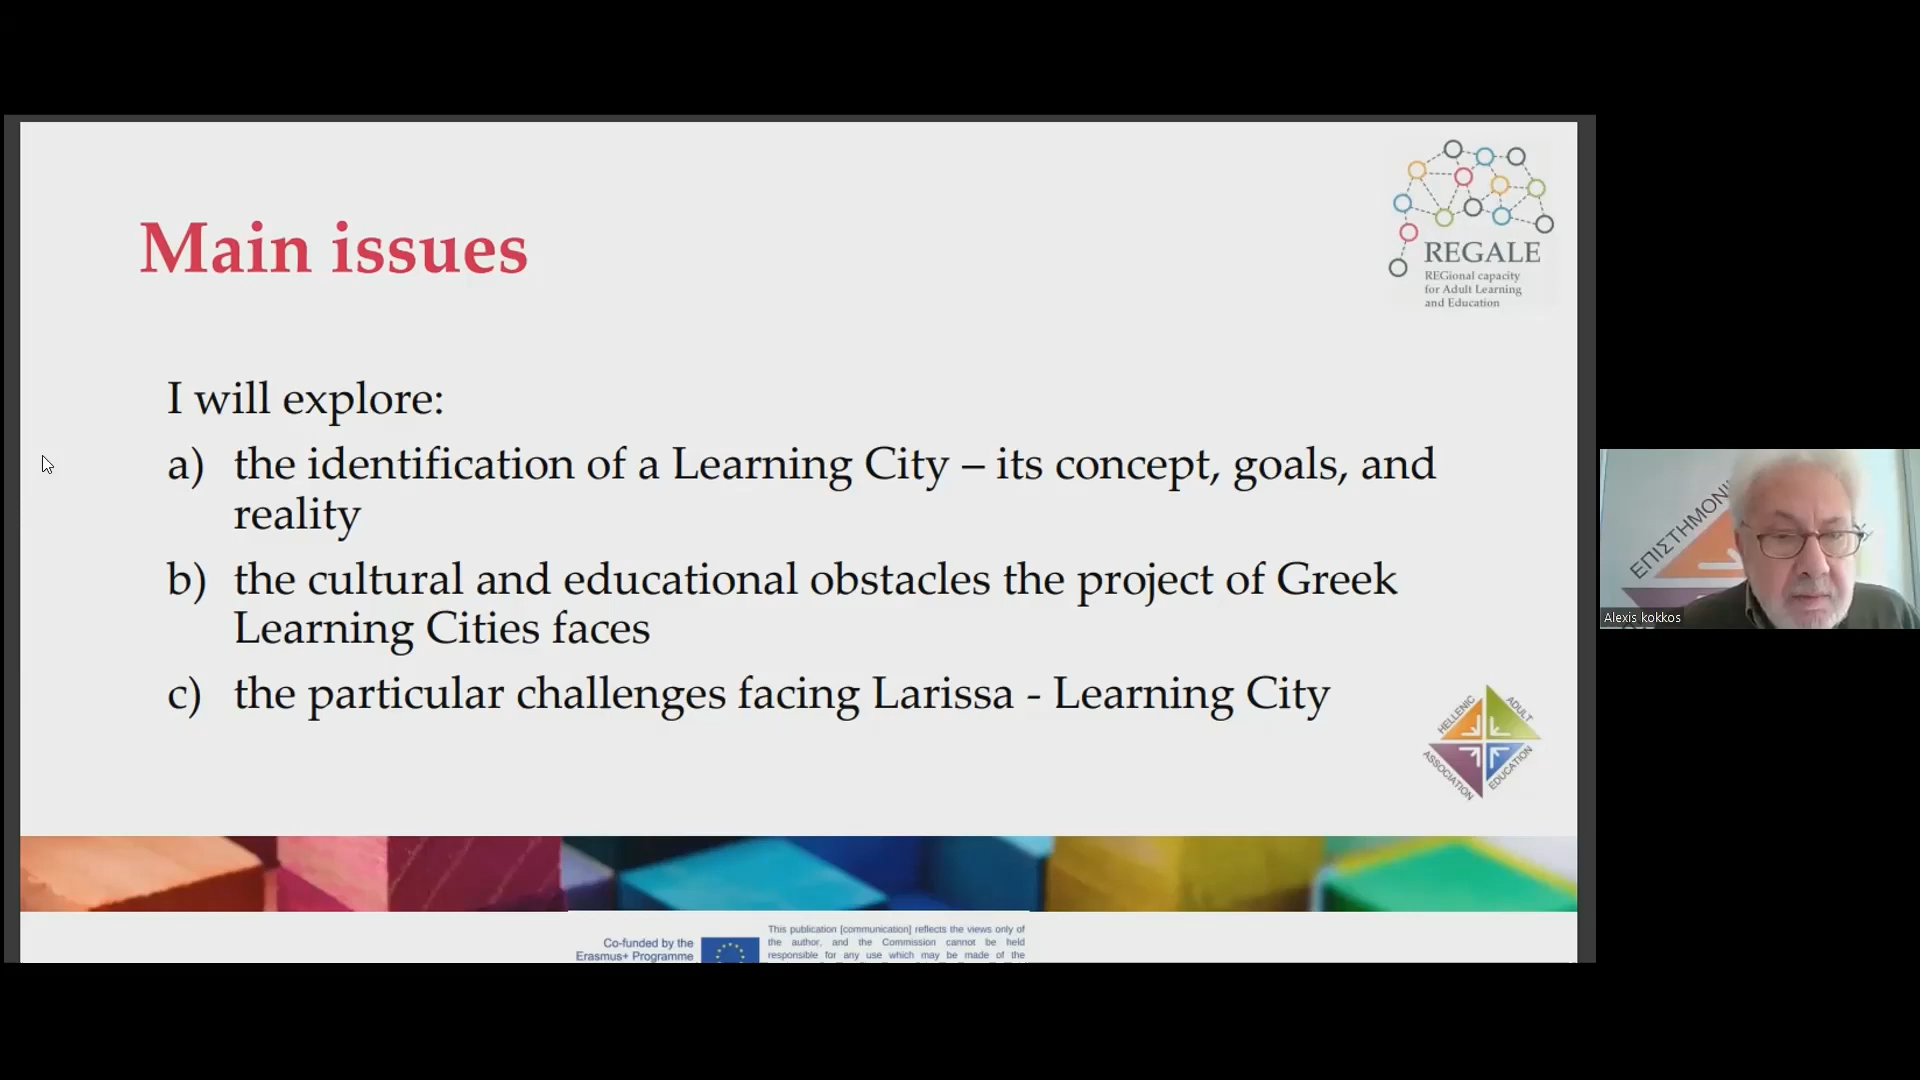 Main issues
REGALE
REGional capacity
for Adult Learning
and Education
I will explore:
a) the identification of a Learning City – its concept, goals, and
reality
b) the cultural and educational obstacles the project of Greek
Learning Cities faces
c) the particular challenges facing Larissa - Learning City
HELLENIC
ADULT
ASSOCIATION
EDUCATION
Co-funded by the
Erasmus+ Programme
This publication [communication] reflects the views only of
the author, and the Commission cannot be held
responsible for any use which may be made of the
ΕΠΙΣΤΗΜΟΝΙ
Alexis kokkos